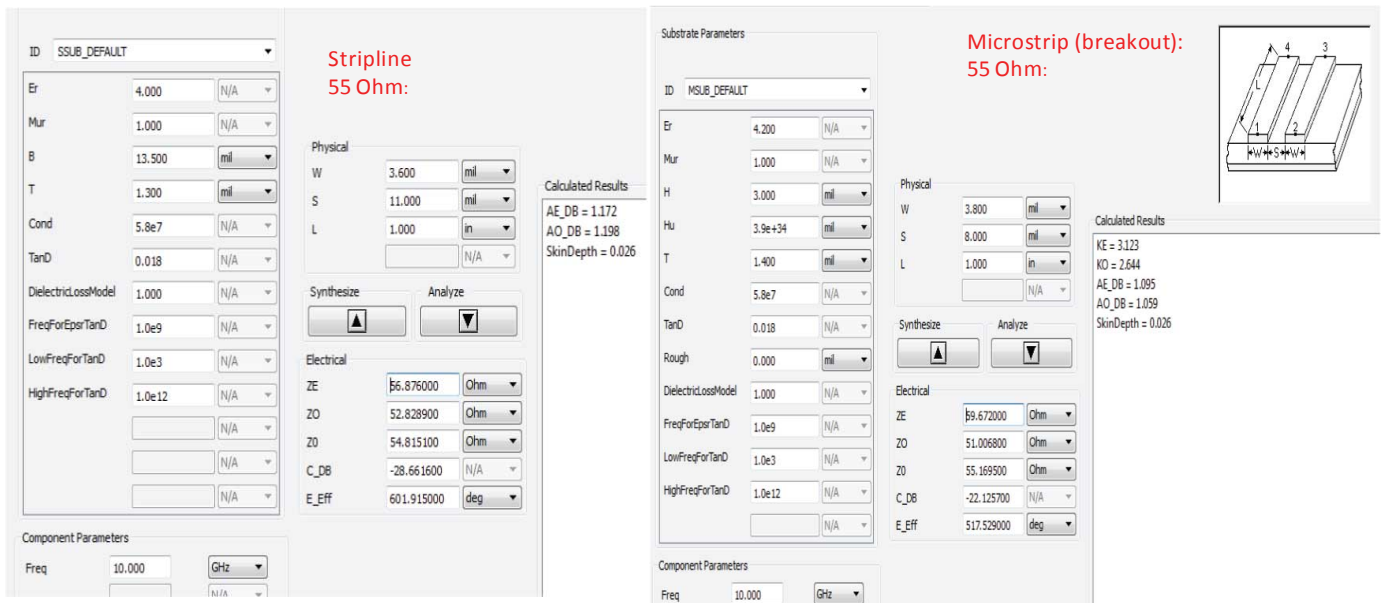 ID SSUB_DEFAULT
Er 4.000 N/A
Mur 1.000 N/A
B 13.500 mil
T 1.300 mil
Cond 5.8e7 N/A
TanD 0.018 N/A
DielectricLossModel 1.000 N/A
FreqForEpsrTanD 1.0e9 N/A
LowFreqForTanD 1.0e3 N/A
HighFreqForTanD 1.0e12 N/A
N/A
N/A
N/A
Component Parameters
Freq 10.000 GHz
N/A
Stripline
55 Ohm:
Physical
W 3.600 mil
S 11.000 mil
L 1.000 in
N/A
Synthesize Analyze
Electrical
ZE 56.876000 Ohm
ZO 52.828900 Ohm
Z0 54.815100 Ohm
C_DB -28.661600 N/A
E_Eff 601.915000 deg
Calculated Results
AE_DB = 1.172
AO_DB = 1.198
SkinDepth = 0.026
Substrate Parameters
ID MSUB_DEFAULT
Er 4.200 N/A
Mur 1.000 N/A
H 3.000 mil
Hu 3.9e+34 mil
T 1.400 mil
Cond 5.8e7 N/A
TanD 0.018 N/A
Rough 0.000 mil
DielectricLossModel 1.000 N/A
FreqForEpsrTanD 1.0e9 N/A
LowFreqForTanD 1.0e3 N/A
HighFreqForTanD 1.0e12 N/A
N/A
Component Parameters
Freq 10.000 GHz
Microstrip (breakout):
55 Ohm:
4 3
L
1 2
W S W
Physical
W 3.800 mil
S 8.000 mil
L 1.000 in
N/A
Synthesize Analyze
Electrical
ZE 59.672000 Ohm
ZO 51.006800 Ohm
Z0 55.169500 Ohm
C_DB -22.125700 N/A
E_Eff 517.529000 deg
Calculated Results
KE = 3.123
KO = 2.644
AE_DB = 1.095
AO_DB = 1.059
SkinDepth = 0.026